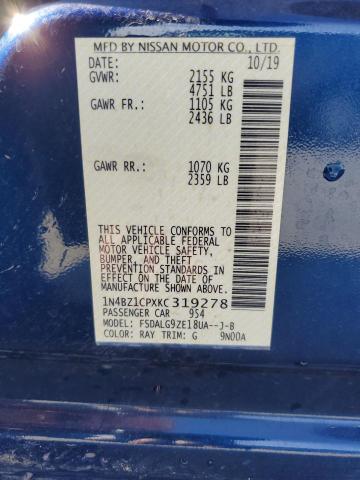 MFD BY NISSAN MOTOR CO., LTD.
DATE: 10/19
GVWR: 2155 KG
4751 LB
GAWR FR.: 1105 KG
2436 LB
GAWR RR.: 1070 KG
2359 LB
THIS VEHICLE CONFORMS TO
ALL APPLICABLE FEDERAL
MOTOR VEHICLE SAFETY,
BUMPER, AND THEFT
PREVENTION STANDARDS
IN EFFECT ON THE DATE OF
MANUFACTURE SHOWN ABOVE.
1N4BZ1CPXKC319278
PASSENGER CAR 9S4
MODEL: FSDALG9ZE18UA--J-B
COLOR: RAY TRIM: G 9N00A